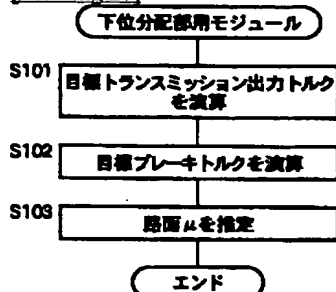 下位分配部用モジュール
S101
目標トランスミッション出力トルク
を演算
S102
目標ブレーキトルクを演算
S103
路面μを推定
エンド